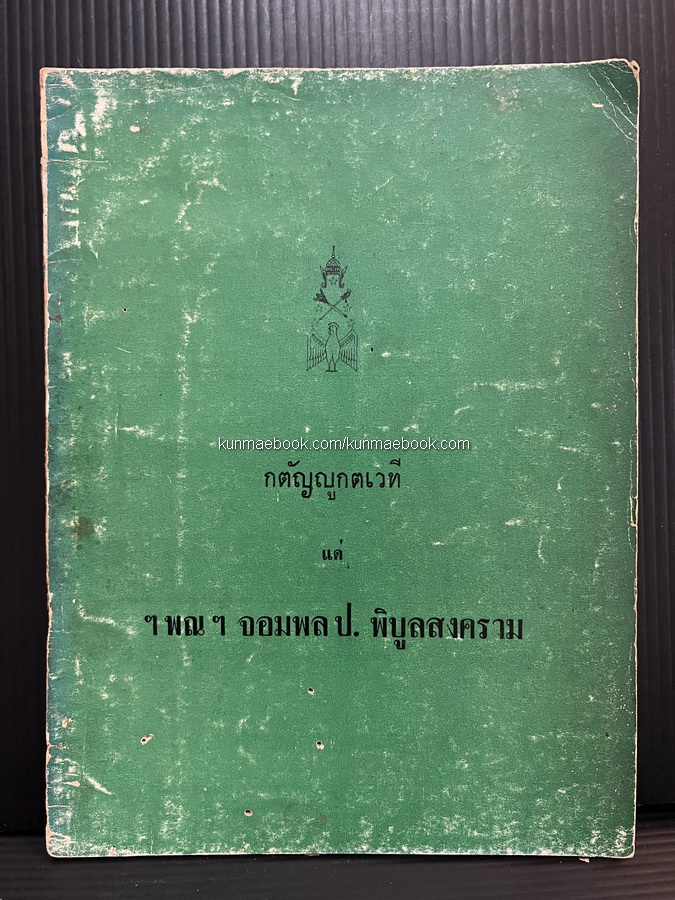 kunmaebook.com/kunmaebook.com
กตัญญูกตเวที
แด่
ฯพณฯ จอมพล ป. พิบูลสงคราม